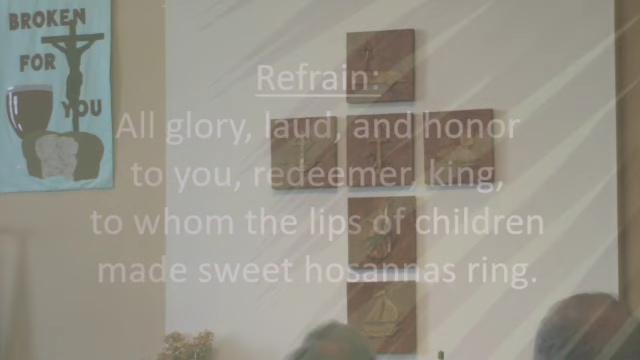 BROKEN
FOR
YOU
Refrain:
All glory, laud, and honor
to you, redeemer king,
to whom the lips of children
made sweet hosannas ring.